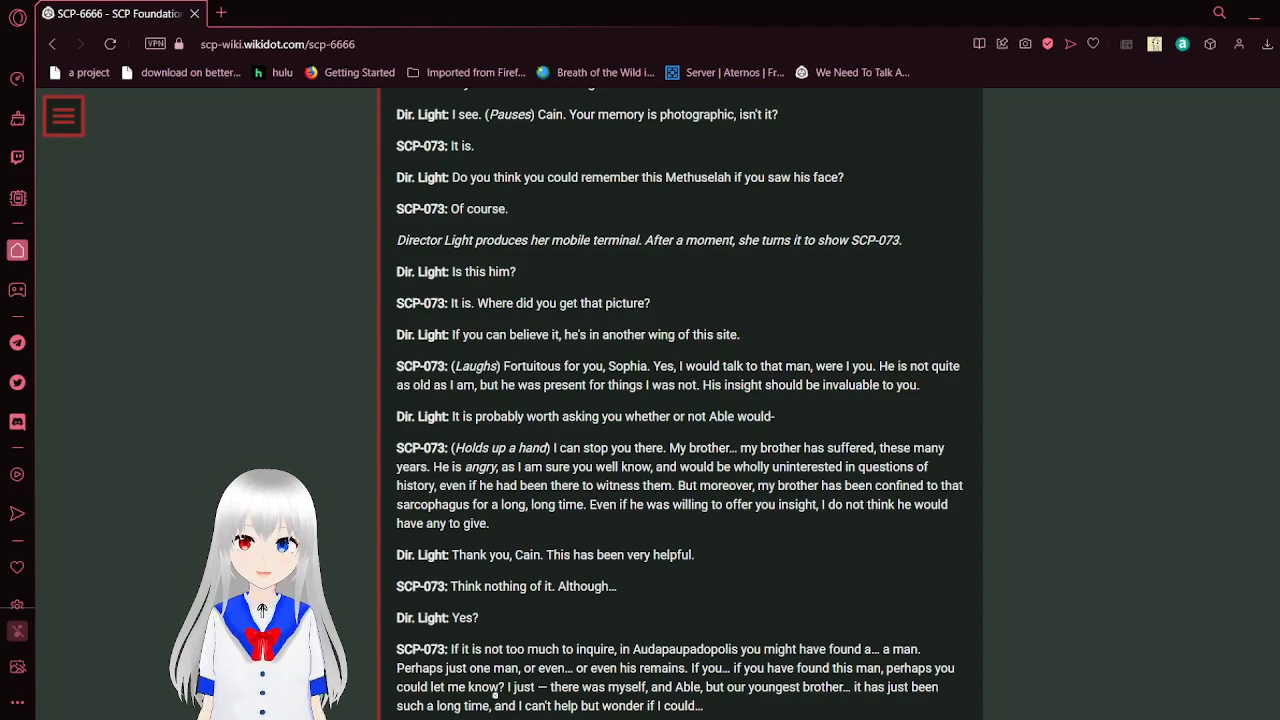 SCP-6666 - SCP Foundation
VPN
scp-wiki.wikidot.com/scp-6666
a project
download on better...
hulu
Getting Started
Imported from Firef...
Breath of the Wild i...
Server | Aternos | Fr...
We Need To Talk A...
Dir. Light: I see. (Pauses) Cain. Your memory is photographic, isn't it?
SCP-073: It is.
Dir. Light: Do you think you could remember this Methuselah if you saw his face?
SCP-073: Of course.
Director Light produces her mobile terminal. After a moment, she turns it to show SCP-073.
Dir. Light: Is this him?
SCP-073: It is. Where did you get that picture?
Dir. Light: If you can believe it, he's in another wing of this site.
SCP-073: (Laughs) Fortuitous for you, Sophia. Yes, I would talk to that man, were I you. He is not quite
as old as I am, but he was present for things I was not. His insight should be invaluable to you.
Dir. Light: It is probably worth asking you whether or not Able would-
SCP-073: (Holds up a hand) I can stop you there. My brother... my brother has suffered, these many
years. He is angry, as I am sure you well know, and would be wholly uninterested in questions of
history, even if he had been there to witness them. But moreover, my brother has been confined to that
sarcophagus for a long, long time. Even if he was willing to offer you insight, I do not think he would
have any to give.
Dir. Light: Thank you, Cain. This has been very helpful.
SCP-073: Think nothing of it. Although...
Dir. Light: Yes?
SCP-073: If it is not too much to inquire, in Audapaupadopolis you might have found a... a man.
Perhaps just one man, or even... or even his remains. If you... if you have found this man, perhaps you
could let me know? I just — there was myself, and Able, but our youngest brother... it has just been
such a long time, and I can't help but wonder if I could...